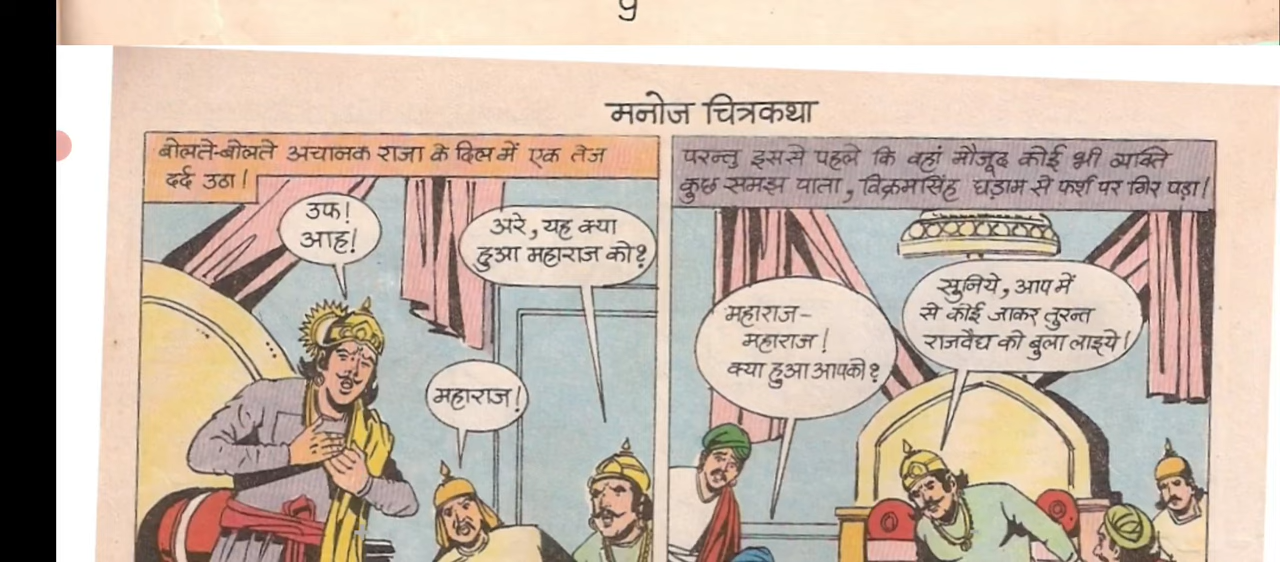 9
मनोज चित्रकथा
बोलते-बोलते अचानक राजा के दिल में एक तेज
दर्द उठा!
उफ!
आह!
अरे, यह क्या
हुआ महाराज को?
महाराज!
परन्तु इससे पहले कि वहां मौजूद कोई भी व्यक्ति
कुछ समझ पाता, विक्रमसिंह धड़ाम से फर्श पर गिर पड़ा!
महाराज-
महाराज!
क्या हुआ आपको?
सुनिये, आप में
से कोई जाकर तुरन्त
राजवैद्य को बुला लाइये!